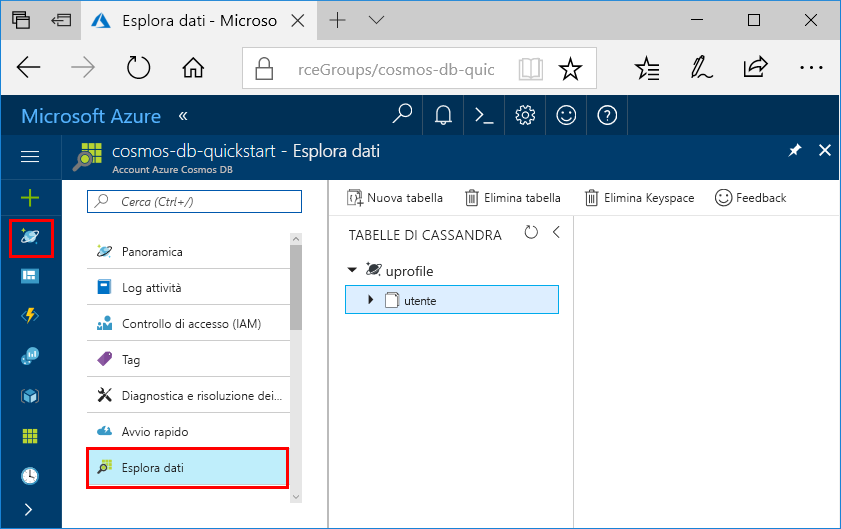 Esplora dati - Microso
rceGroups/cosmos-db-quic
Microsoft Azure «
cosmos-db-quickstart - Esplora dati
Account Azure Cosmos DB
Cerca (Ctrl+/)
Panoramica
Log attività
Controllo di accesso (IAM)
Tag
Diagnostica e risoluzione dei...
Avvio rapido
Esplora dati
Nuova tabella
Elimina tabella
Elimina Keyspace
Feedback
TABELLE DI CASSANDRA
uprofile
utente